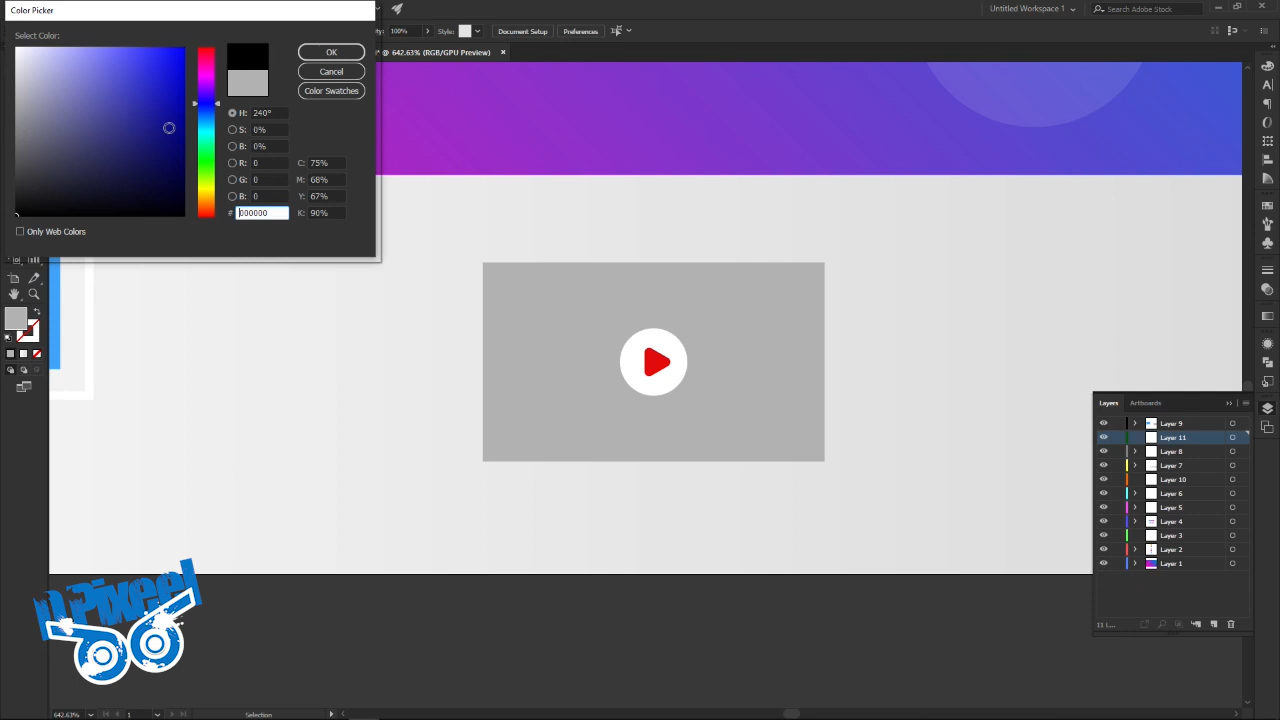 Color Picker
Untitled Workspace 1
Search Adobe Stock
Select Color:
OK
Cancel
Color Swatches
100%
Style:
Document Setup
Preferences
@ 642.63% (RGB/GPU Preview)
H: 240°
S: 0%
B: 0%
R: 0
C: 75%
G: 0
M: 68%
B: 0
Y: 67%
# 000000
K: 90%
Only Web Colors
Layers
Artboards
Layer 9
Layer 11
Layer 8
Layer 7
Layer 10
Layer 6
Layer 5
Layer 4
Layer 3
Layer 2
Layer 1
11 L...
642.63%
1
Selection